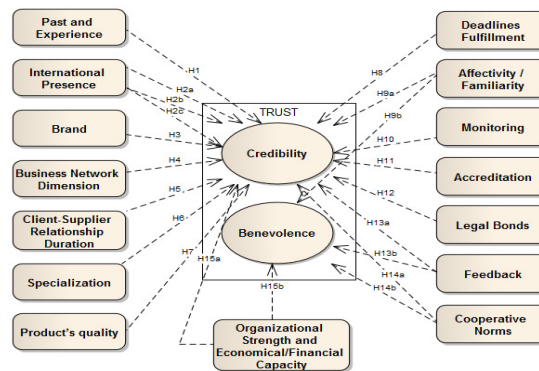 Past and
Experience
International
Presence
Brand
Business Network
Dimension
Client-Supplier
Relationship
Duration
Specialization
Product's quality
H1
H2a
H2b
H2c
H3
H4
H5
H6
H7
H15a
TRUST
Credibility
Benevolence
H15b
Organizational
Strength and
Economical/Financial
Capacity
H8
H9a
H9b
H10
H11
H12
H13a
H13b
H14a
H14b
Deadlines
Fulfillment
Affectivity /
Familiarity
Monitoring
Accreditation
Legal Bonds
Feedback
Cooperative
Norms